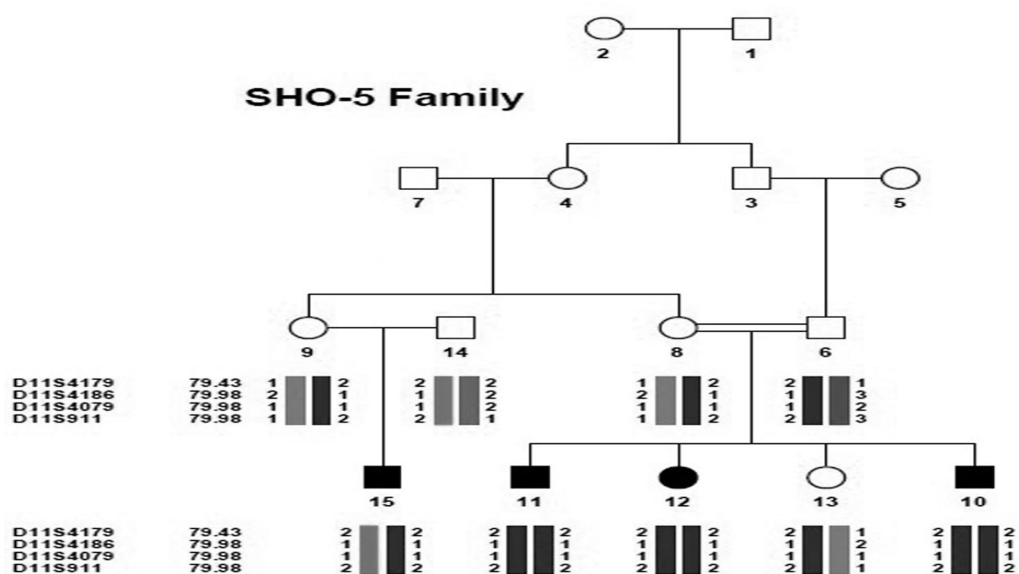 2 1
SHO-5 Family
7 4 3 5
9 14 8 6
D11S4179 79.43 1 2 2 2 1 2 2 1
D11S4186 79.98 2 1 1 2 1 1 1 3
D11S4079 79.98 1 1 1 2 1 1 1 2
D11S911 79.98 1 2 2 1 1 2 2 3
15 11 12 13 10
D11S4179 79.43 2 2 2 2 2 2 2 1 2 2
D11S4186 79.98 1 1 1 1 1 1 1 2 1 1
D11S4079 79.98 1 1 1 1 1 1 1 1 1 1
D11S911 79.98 2 2 2 2 2 2 2 1 2 2